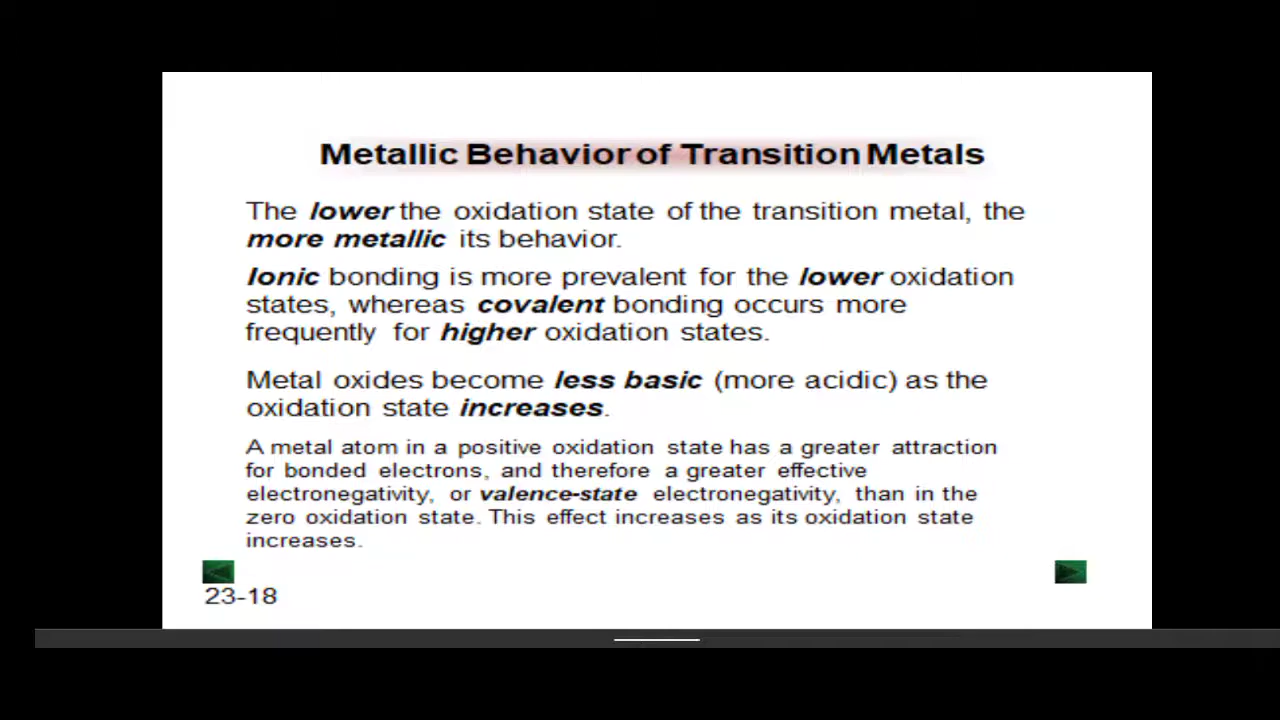 Metallic Behavior of Transition Metals
The lower the oxidation state of the transition metal, the
more metallic its behavior.
Ionic bonding is more prevalent for the lower oxidation
states, whereas covalent bonding occurs more
frequently for higher oxidation states.
Metal oxides become less basic (more acidic) as the
oxidation state increases.
A metal atom in a positive oxidation state has a greater attraction
for bonded electrons, and therefore a greater effective
electronegativity, or valence-state electronegativity, than in the
zero oxidation state. This effect increases as its oxidation state
increases.
23-18